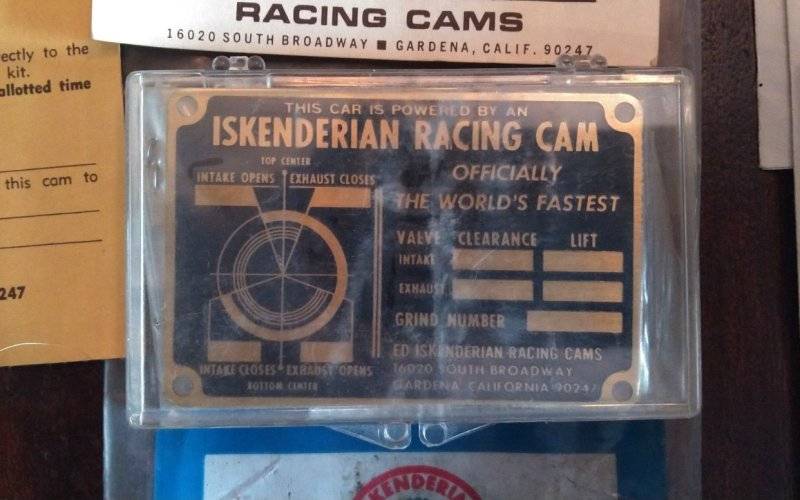 RACING CAMS
16020 SOUTH BROADWAY ■ GARDENA, CALIF. 90247
ectly to the
kit.
allotted time
this cam to
247
THIS CAR IS POWERED BY AN
ISKENDERIAN RACING CAM
OFFICIALLY
THE WORLD'S FASTEST
TOP CENTER
INTAKE OPENS EXHAUST CLOSES
VALVE CLEARANCE LIFT
INTAKE
EXHAUST
GRIND NUMBER
INTAKE CLOSES EXHAUST OPENS
BOTTOM CENTER
ED ISKENDERIAN RACING CAMS
16020 SOUTH BROADWAY
GARDENA, CALIFORNIA 90247
KENDERIA